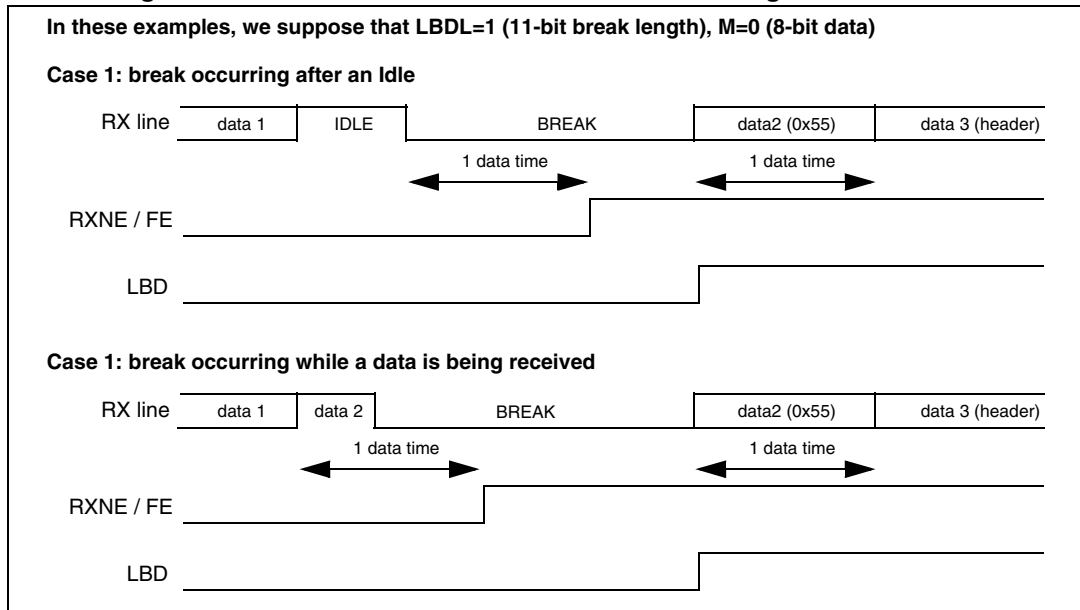 In these examples, we suppose that LBDL=1 (11-bit break length), M=0 (8-bit data)
Case 1: break occurring after an Idle
RX line data 1 IDLE BREAK data2 (0x55) data 3 (header)
1 data time 1 data time
RXNE / FE
LBD
Case 1: break occurring while a data is being received
RX line data 1 data 2 BREAK data2 (0x55) data 3 (header)
1 data time 1 data time
RXNE / FE
LBD